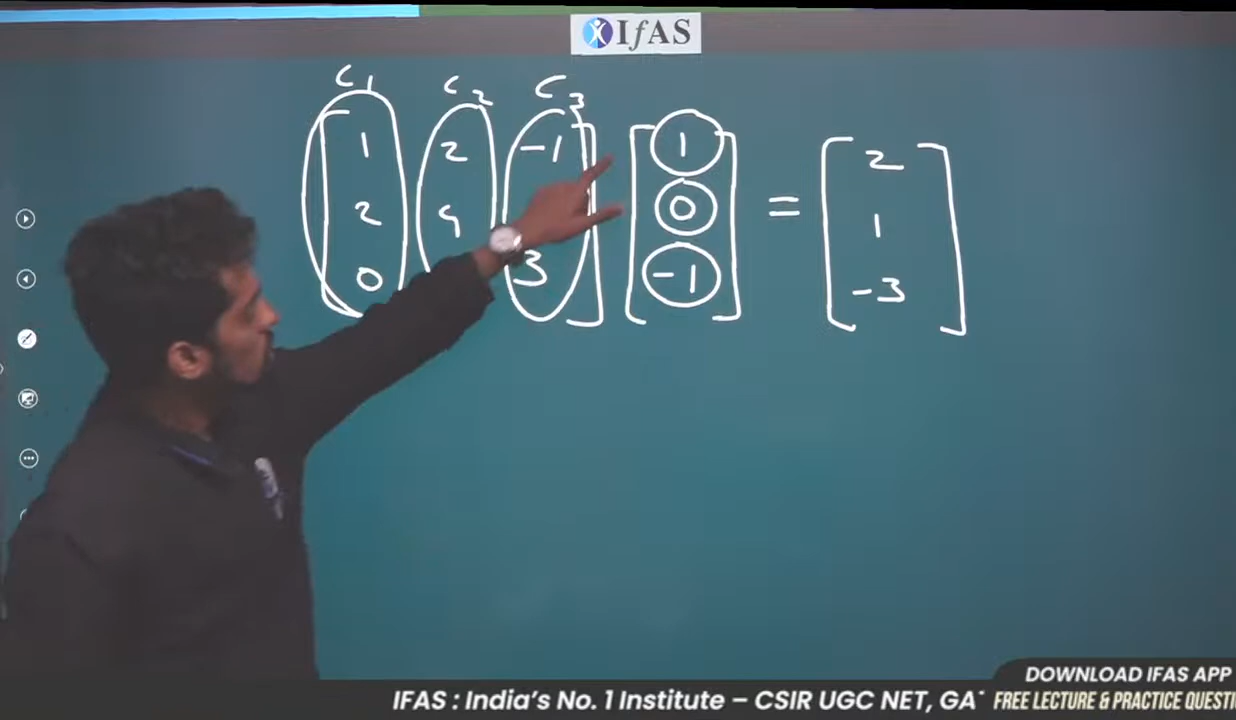 IfAS
C1 C2 C3
1 2 -1 1 2
2 4 0 = 1
0 3 -1 -3
DOWNLOAD IFAS APP
IFAS : India's No. 1 Institute – CSIR UGC NET, GA
FREE LECTURE & PRACTICE QUESTI